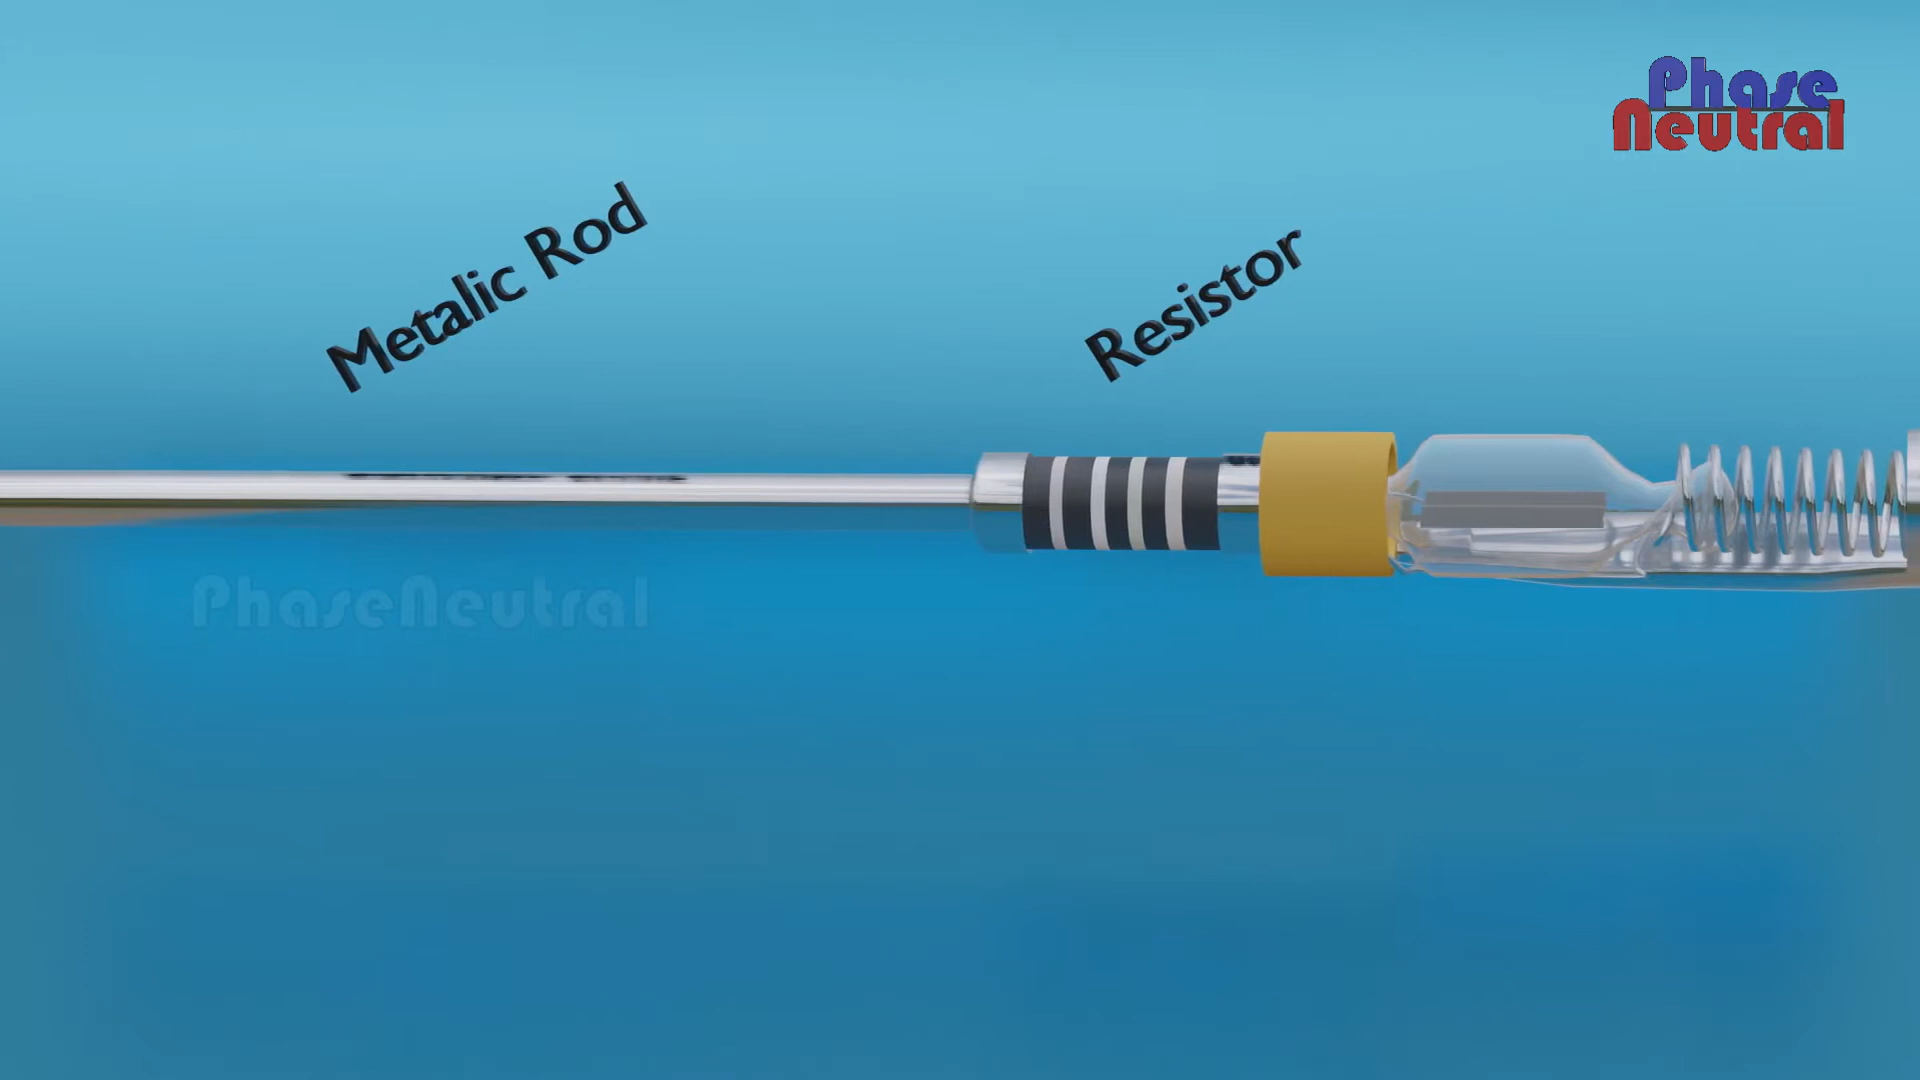 Phase
Neutral
Metalic Rod
Resistor
PhaseNeutral